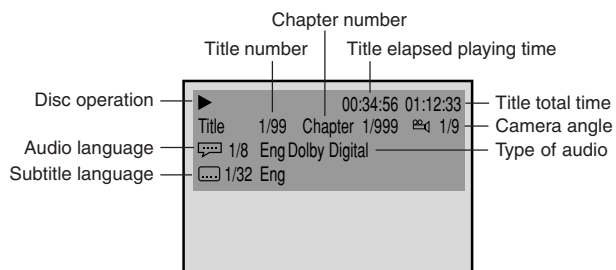 Chapter number
Title number Title elapsed playing time
Disc operation 00:34:56 01:12:33 Title total time
Title 1/99 Chapter 1/999 1/9 Camera angle
Audio language 1/8 Eng Dolby Digital Type of audio
Subtitle language 1/32 Eng